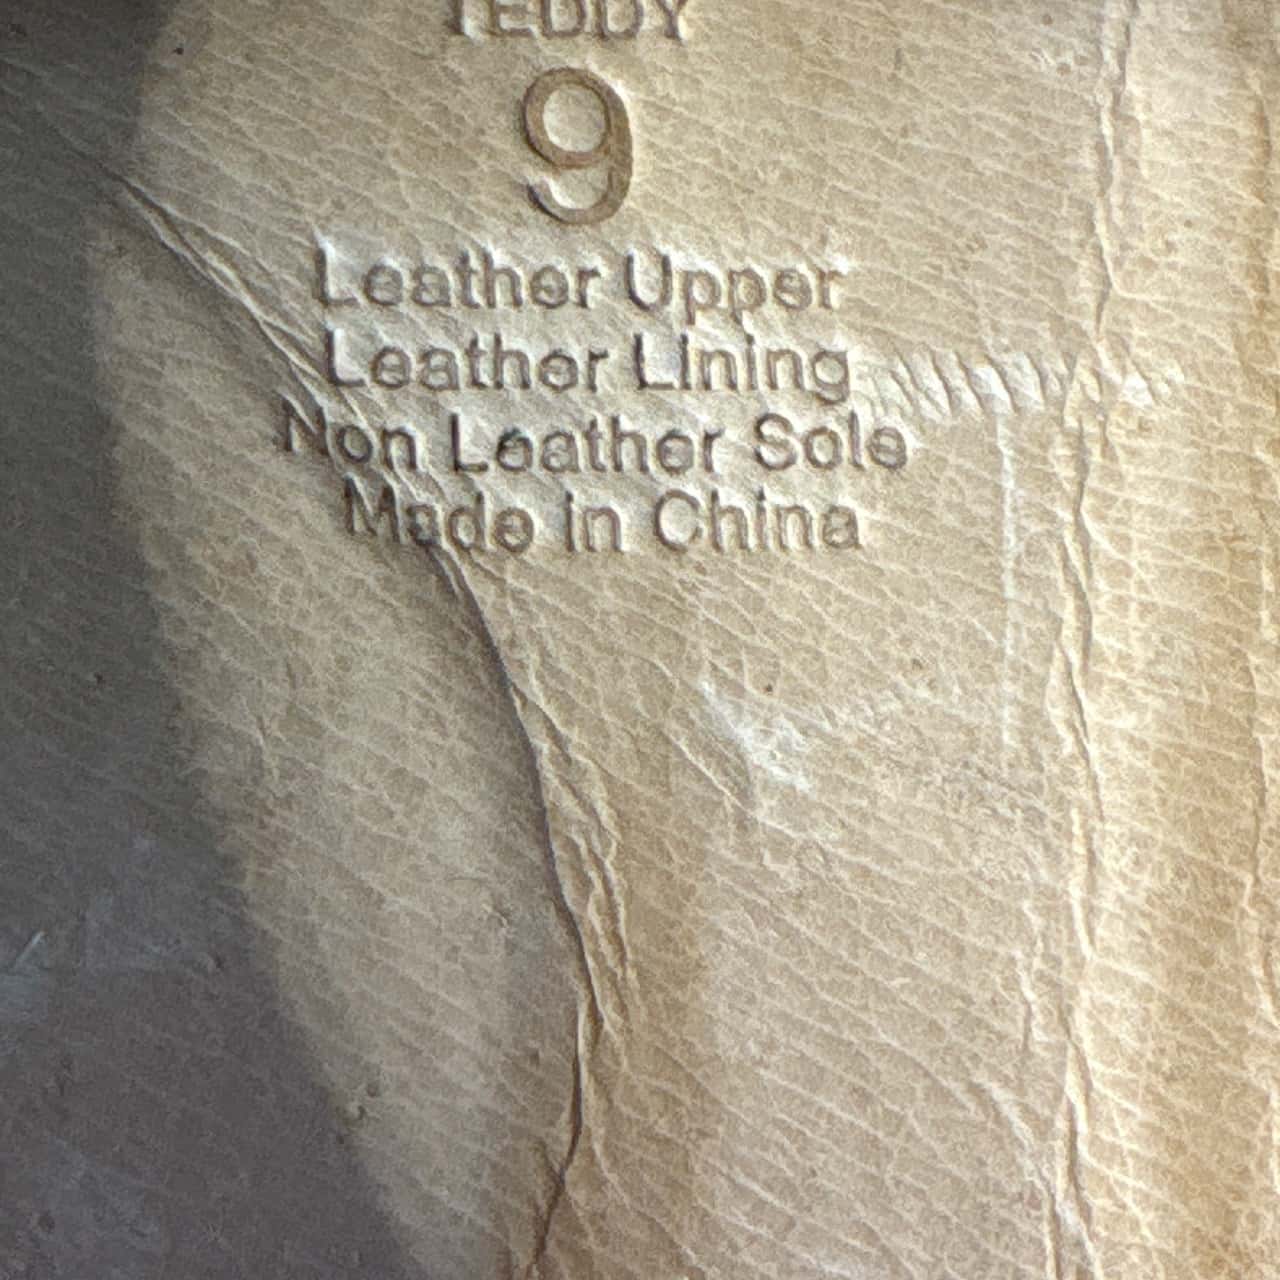 TEDDY
9
Leather Upper
Leather Lining
Non Leather Sole
Made in China